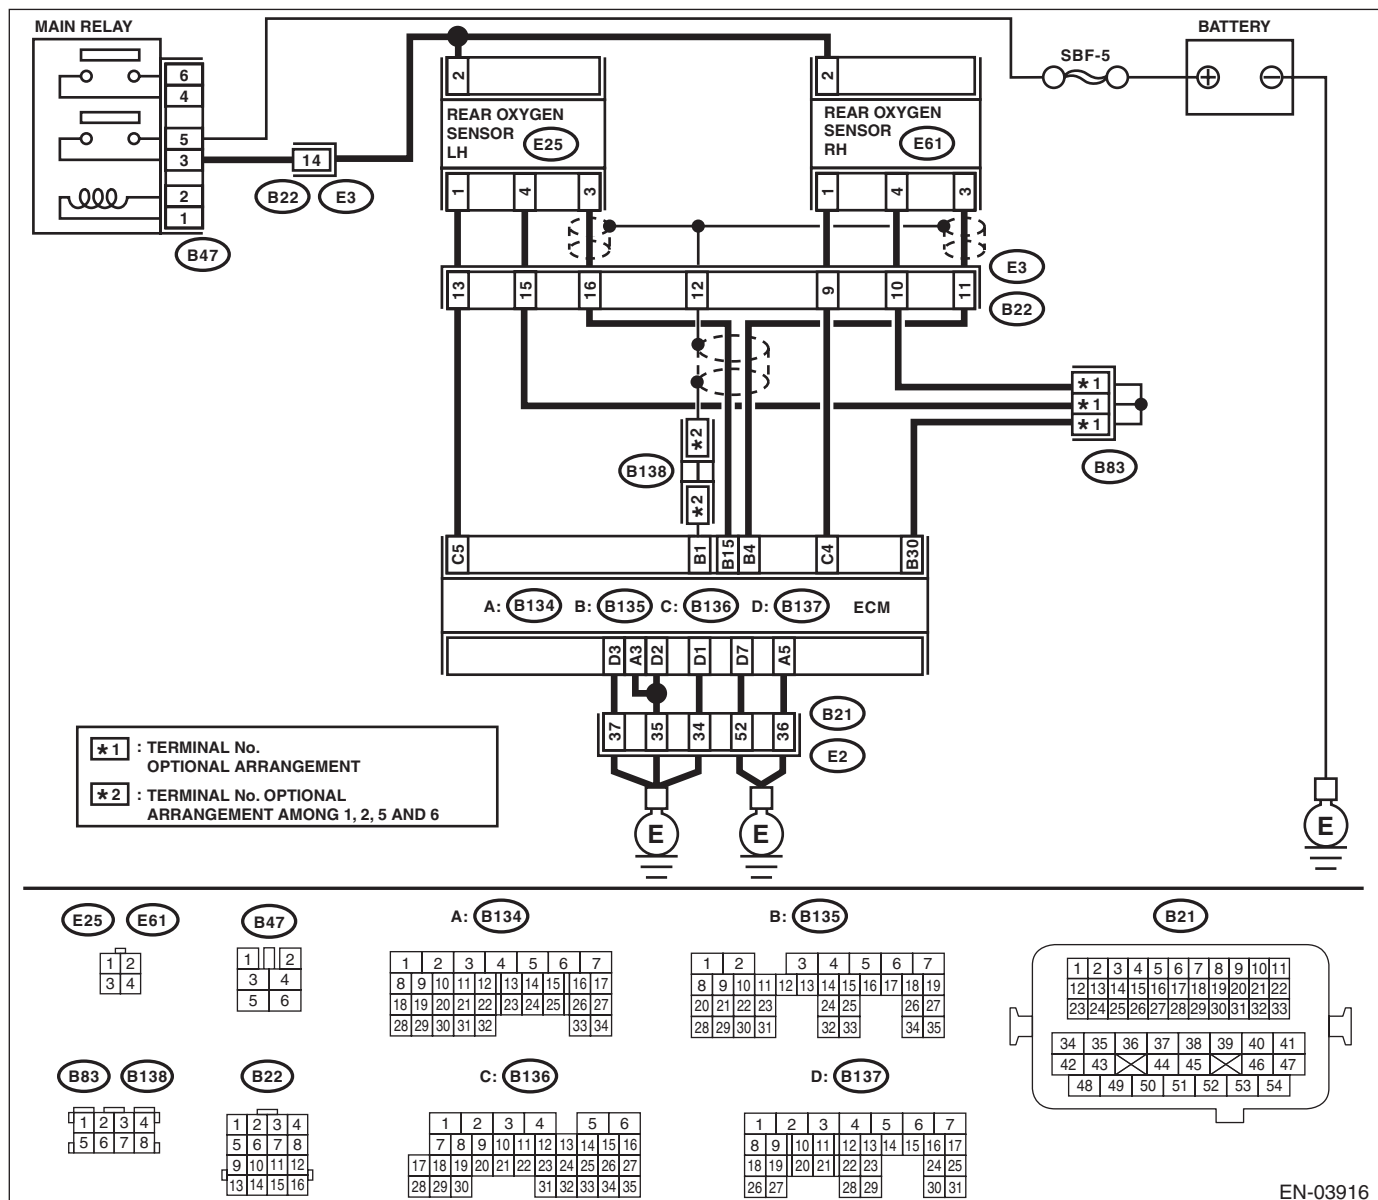 MAIN RELAY
BATTERY
SBF-5
6
4
5
3
2
1
B47
14
B22 E3
2
REAR OXYGEN
SENSOR
LH
E25
1 4 3
2
REAR OXYGEN
SENSOR
RH
E61
1 4 3
E3
B22
13 15 16 12 9 10 11
*1
*1
*1
B83
*2
B138
*2
C5 B1 B15 B4 C4 B30
A: B134 B: B135 C: B136 D: B137 ECM
D3 A3 D2 D1 D7 A5
B21
37 35 34 52 36
E2
E E E
*1 : TERMINAL No.
OPTIONAL ARRANGEMENT
*2 : TERMINAL No. OPTIONAL
ARRANGEMENT AMONG 1, 2, 5 AND 6
E25 E61
1 2
3 4
B47
1 2
3 4
5 6
A: B134
1 2 3 4 5 6 7
8 9 10 11 12 13 14 15 16 17
18 19 20 21 22 23 24 25 26 27
28 29 30 31 32 33 34
B: B135
1 2 3 4 5 6 7
8 9 10 11 12 13 14 15 16 17 18 19
20 21 22 23 24 25 26 27
28 29 30 31 32 33 34 35
B21
1 2 3 4 5 6 7 8 9 10 11
12 13 14 15 16 17 18 19 20 21 22
23 24 25 26 27 28 29 30 31 32 33
34 35 36 37 38 39 40 41
42 43 44 45 46 47
48 49 50 51 52 53 54
B83 B138
1 2 3 4
5 6 7 8
B22
1 2 3 4
5 6 7 8
9 10 11 12
13 14 15 16
C: B136
1 2 3 4 5 6
7 8 9 10 11 12 13 14 15 16
17 18 19 20 21 22 23 24 25 26 27
28 29 30 31 32 33 34 35
D: B137
1 2 3 4 5 6 7
8 9 10 11 12 13 14 15 16 17
18 19 20 21 22 23 24 25
26 27 28 29 30 31
EN-03916